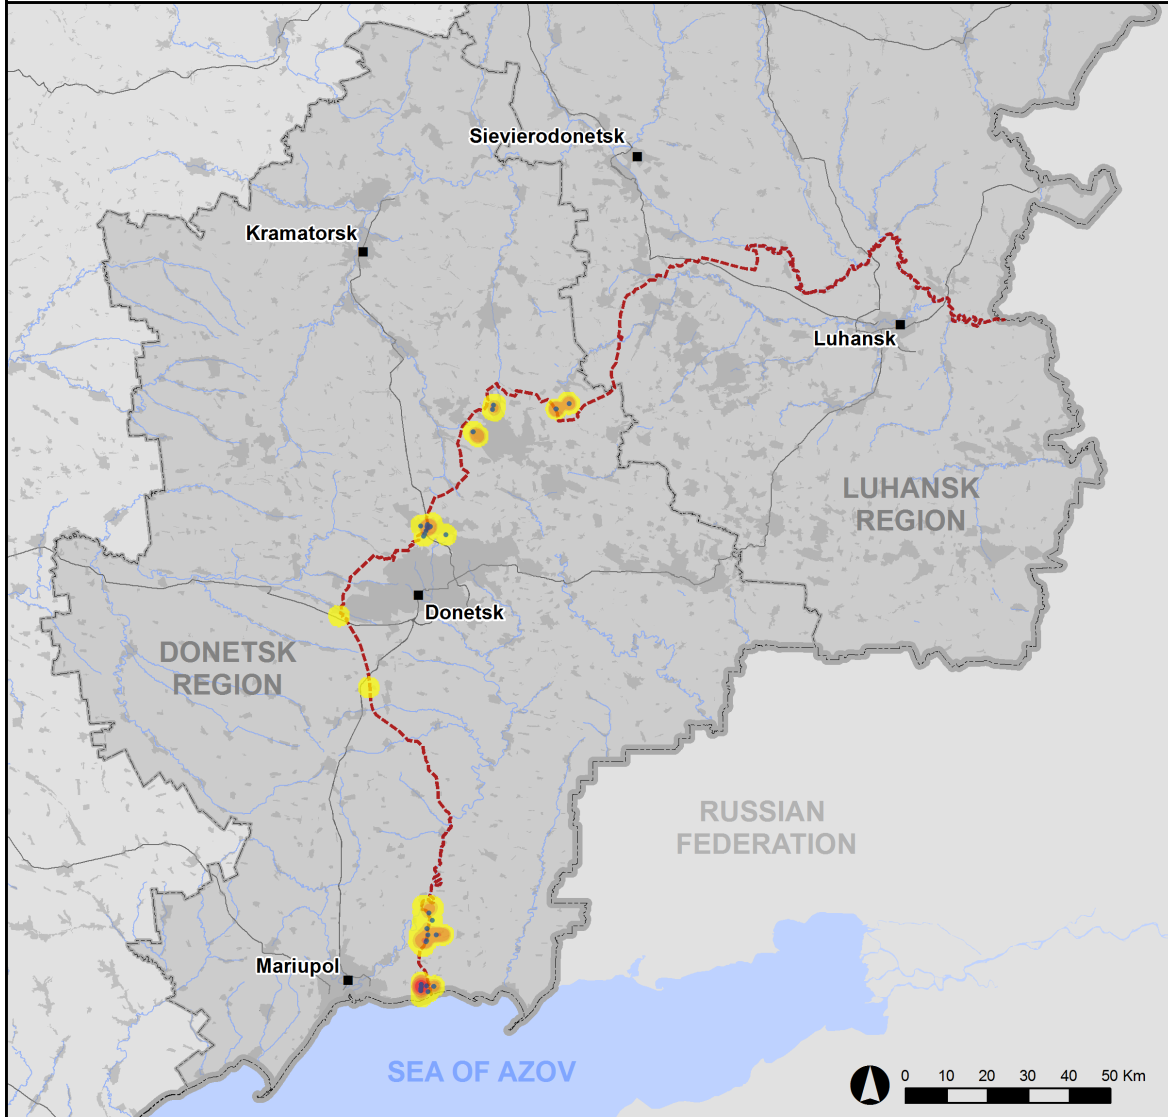 Sievierodonetsk
Kramatorsk
Luhansk
LUHANSK
REGION
Donetsk
DONETSK
REGION
RUSSIAN
FEDERATION
Mariupol
SEA OF AZOV
0 10 20 30 40 50 Km